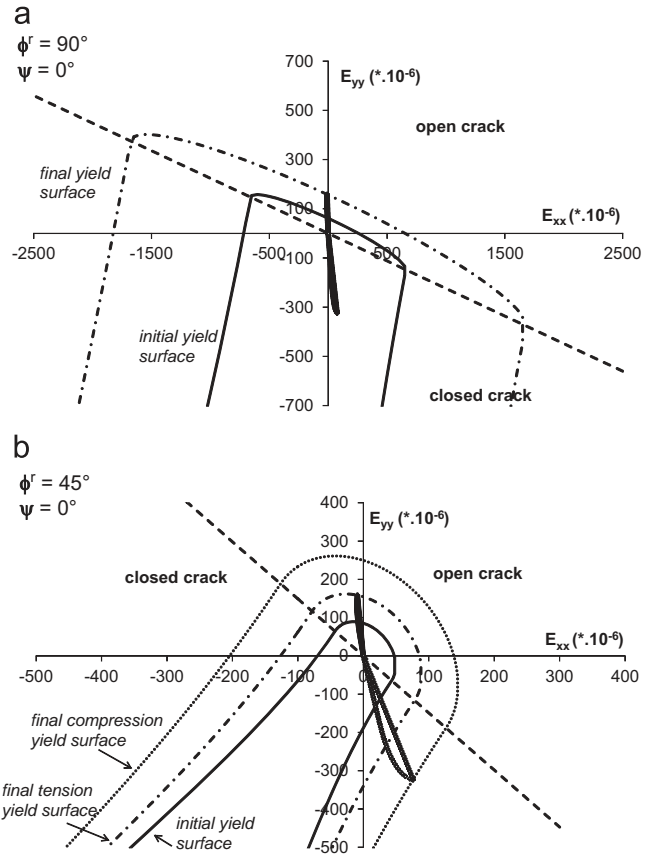 a
ϕʳ = 90°
ψ = 0°
700
Eyy (*.10⁻⁶)
500
open crack
300
final yield
surface
100
Exx (*.10⁻⁶)
-2500
-1500
-500
500
1500
2500
-100
-300
initial yield
surface
-500
closed crack
-700
b
ϕʳ = 45°
ψ = 0°
400
Eyy (*.10⁻⁶)
300
closed crack
open crack
200
100
Exx (*.10⁻⁶)
0
-500
-400
-300
-200
-100
0
100
200
300
400
-100
final compression
yield surface
-200
-300
final tension
yield surface
initial yield
surface
-400
-500